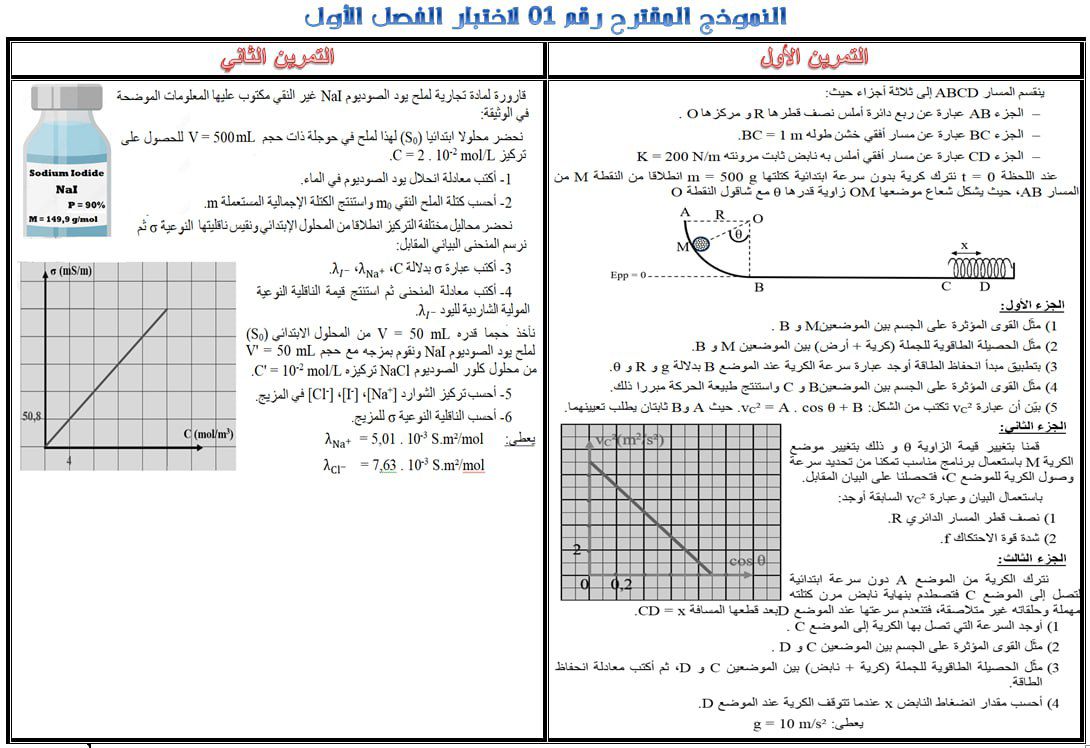 النموذج المقترح رقم 01 لاختبار الفصل الأول
التمرين الأول
ينقسم المسار ABCD إلى ثلاثة أجزاء حيث:
– الجزء AB عبارة عن ربع دائرة أملس نصف قطرها R و مركزها O .
– الجزء BC عبارة عن مسار أفقي خشن طوله BC = 1 m.
– الجزء CD عبارة عن مسار أفقي أملس به نابض ثابت مرونته K = 200 N/m
عند اللحظة t = 0 نترك كرية بدون سرعة ابتدائية كتلتها m = 500 g انطلاقا من النقطة M من
المسار AB، حيث يشكل شعاع موضعها OM زاوية قدرها θ مع شاقول النقطة O
A R O
θ
M
x
Epp = 0
B C D
الجزء الأول:
1) مثّل القوى المؤثرة على الجسم بين الموضعين M و B .
2) مثّل الحصيلة الطاقوية للجملة (كرية + أرض) بين الموضعين M و B.
3) بتطبيق مبدأ انحفاظ الطاقة أوجد عبارة سرعة الكرية عند الموضع B بدلالة g و R و θ.
4) مثّل القوى المؤثرة على الجسم بين الموضعين B و C واستنتج طبيعة الحركة مبررا ذلك.
5) بيّن أن عبارة vC² تكتب من الشكل: vC² = A . cos θ + B. حيث A و B ثابتان يطلب تعيينهما.
الجزء الثاني:
قمنا بتغيير قيمة الزاوية θ و ذلك بتغيير موضع
الكرية M باستعمال برنامج مناسب تمكنا من تحديد سرعة
وصول الكرية للموضع C، فتحصلنا على البيان المقابل.
باستعمال البيان وعبارة vC² السابقة أوجد:
1) نصف قطر المسار الدائري R.
2) شدة قوة الاحتكاك f.
vC²(m²/s²)
2
cos θ
0 0,2
الجزء الثالث:
نترك الكرية من الموضع A دون سرعة ابتدائية
لتصل إلى الموضع C فتصطدم بنهاية نابض مرن كتلته
مهملة وحلقاته غير متلاصقة، فتنعدم سرعتها عند الموضع D بعد قطعها المسافة CD = x.
1) أوجد السرعة التي تصل بها الكرية إلى الموضع C .
2) مثّل القوى المؤثرة على الجسم بين الموضعين C و D .
3) مثّل الحصيلة الطاقوية للجملة (كرية + نابض) بين الموضعين C و D، ثم أكتب معادلة انحفاظ
الطاقة.
4) أحسب مقدار انضغاط النابض x عندما تتوقف الكرية عند الموضع D.
يعطى: g = 10 m/s²
التمرين الثاني
قارورة لمادة تجارية لملح يود الصوديوم NaI غير النقي مكتوب عليها المعلومات الموضحة
في الوثيقة:
نحضر محلولا ابتدائيا (S₀) لهذا لملح في حوجلة ذات حجم V = 500 mL للحصول على
تركيز C = 2 . 10⁻² mol/L.
1- أكتب معادلة انحلال يود الصوديوم في الماء.
2- أحسب كتلة الملح النقي m₀ واستنتج الكتلة الإجمالية المستعملة m.
نحضر محاليل مختلفة التركيز انطلاقا من المحلول الإبتدائي ونقيس ناقليتها النوعية σ ثم
نرسم المنحنى البياني المقابل:
3- أكتب عبارة σ بدلالة C، λNa⁺، λI⁻.
4- أكتب معادلة المنحنى ثم استنتج قيمة الناقلية النوعية
المولية الشاردية لليود λI⁻.
نأخذ حجما قدره V = 50 mL من المحلول الابتدائي (S₀)
لملح يود الصوديوم NaI ونقوم بمزجه مع حجم V' = 50 mL
من محلول كلور الصوديوم NaCl تركيزه C' = 10⁻² mol/L.
5- أحسب تركيز الشوارد [Na⁺]، [I⁻]، [Cl⁻] في المزيج.
6- أحسب الناقلية النوعية σ للمزيج.
يعطى: λNa⁺ = 5,01 . 10⁻³ S.m²/mol
λCl⁻ = 7,63 . 10⁻³ S.m²/mol
Sodium Iodide
NaI
P = 90%
M = 149,9 g/mol
σ (mS/m)
50,8
C (mol/m³)
4